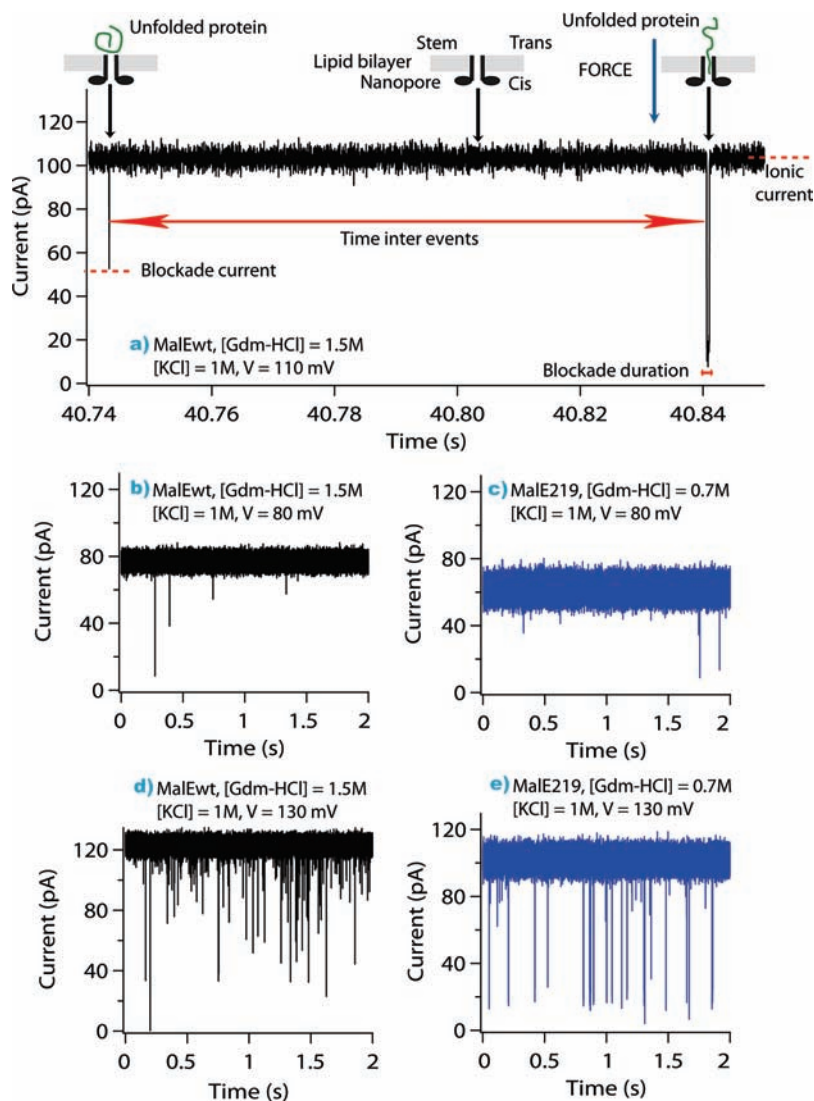 Unfolded protein
Stem Trans
Lipid bilayer
Nanopore Cis
Unfolded protein
FORCE
Current (pA)
120
100
80
60
40
20
0
Ionic
current
Time inter events
Blockade current
a) MalEwt, [Gdm-HCl] = 1.5M
[KCl] = 1M, V = 110 mV
Blockade duration
40.74 40.76 40.78 40.80 40.82 40.84
Time (s)
b) MalEwt, [Gdm-HCl] = 1.5M
[KCl] = 1M, V = 80 mV
Current (pA)
120
80
40
0
0 0.5 1 1.5 2
Time (s)
c) MalE219, [Gdm-HCl] = 0.7M
[KCl] = 1M, V = 80 mV
Current (pA)
120
80
60
40
0
0 0.5 1 1.5 2
Time (s)
d) MalEwt, [Gdm-HCl] = 1.5M
[KCl] = 1M, V = 130 mV
Current (pA)
120
80
40
0
0 0.5 1 1.5 2
Time (s)
e) MalE219, [Gdm-HCl] = 0.7M
[KCl] = 1M, V = 130 mV
Current (pA)
120
80
40
0
0 0.5 1 1.5 2
Time (s)